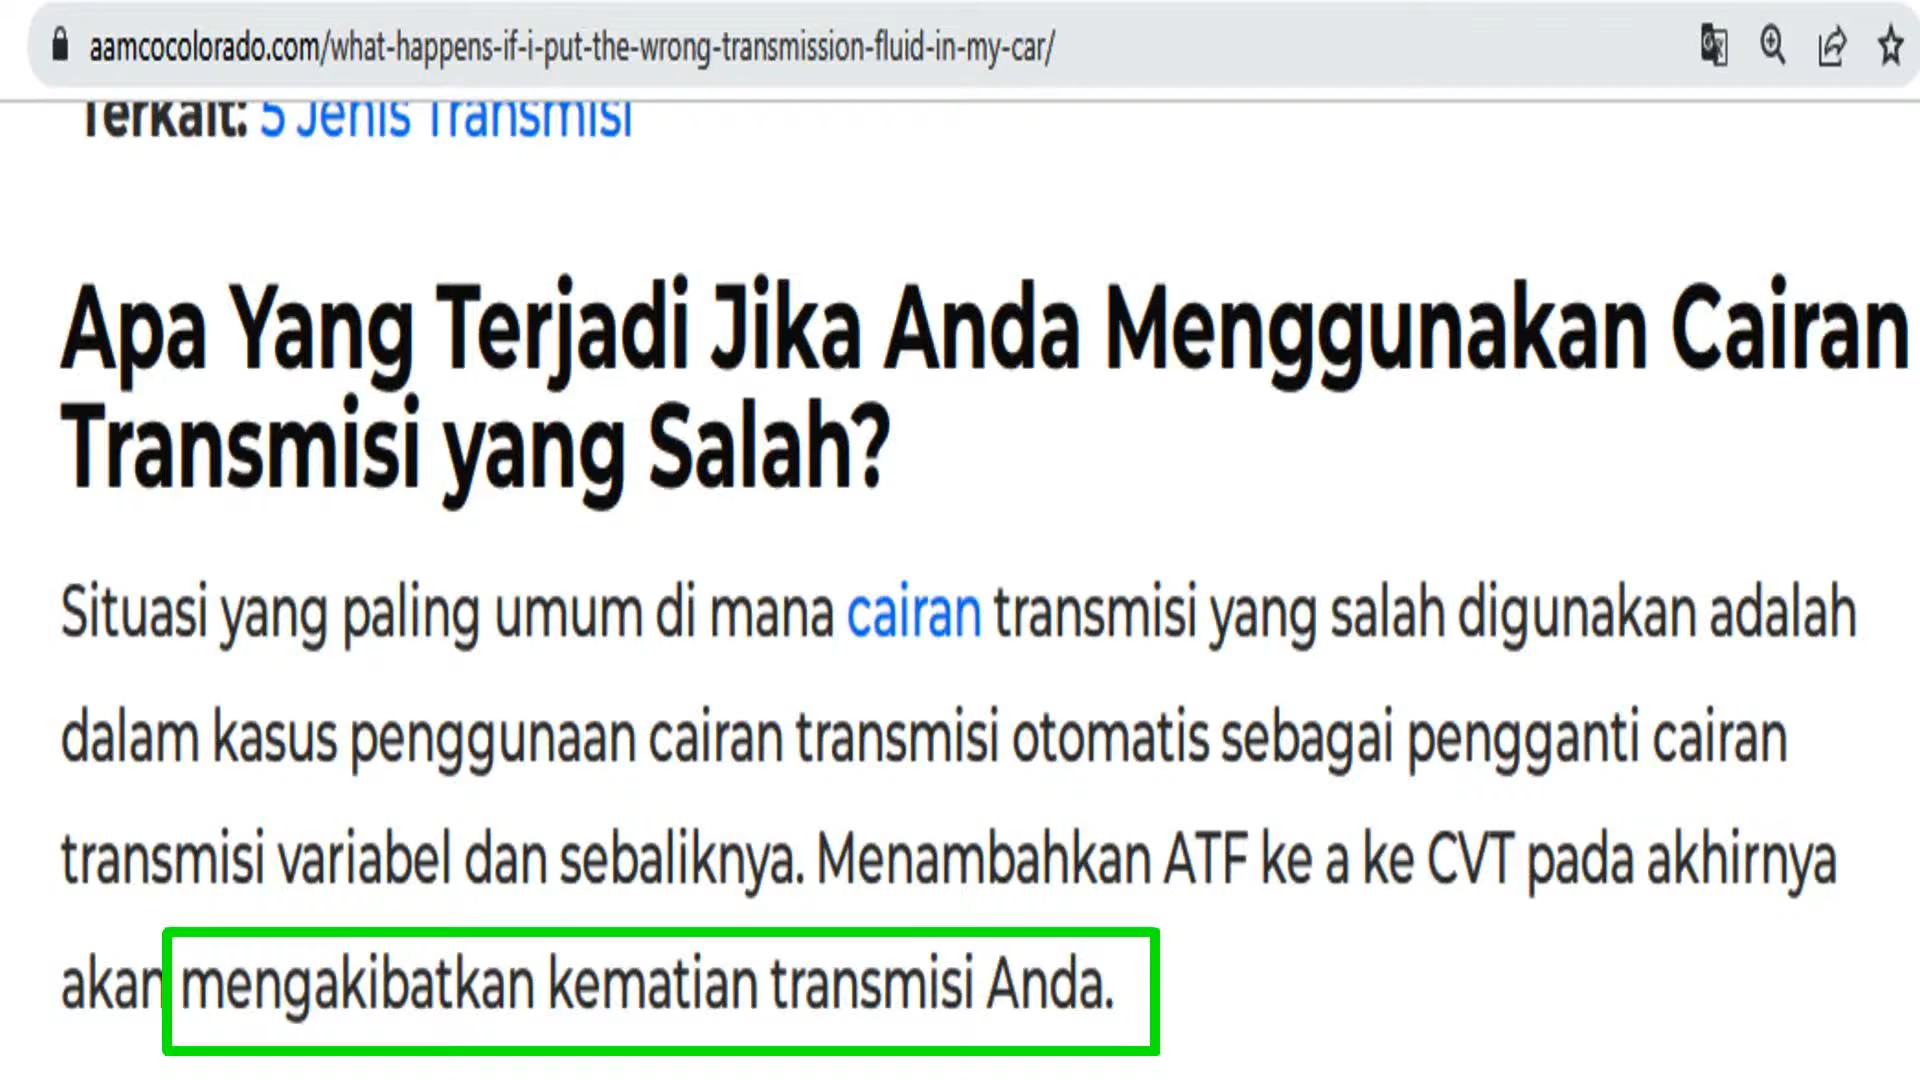 aamcocolorado.com/what-happens-if-i-put-the-wrong-transmission-fluid-in-my-car/
Terkait: 5 Jenis Transmisi
Apa Yang Terjadi Jika Anda Menggunakan Cairan
Transmisi yang Salah?
Situasi yang paling umum di mana cairan transmisi yang salah digunakan adalah
dalam kasus penggunaan cairan transmisi otomatis sebagai pengganti cairan
transmisi variabel dan sebaliknya. Menambahkan ATF ke a ke CVT pada akhirnya
akan mengakibatkan kematian transmisi Anda.